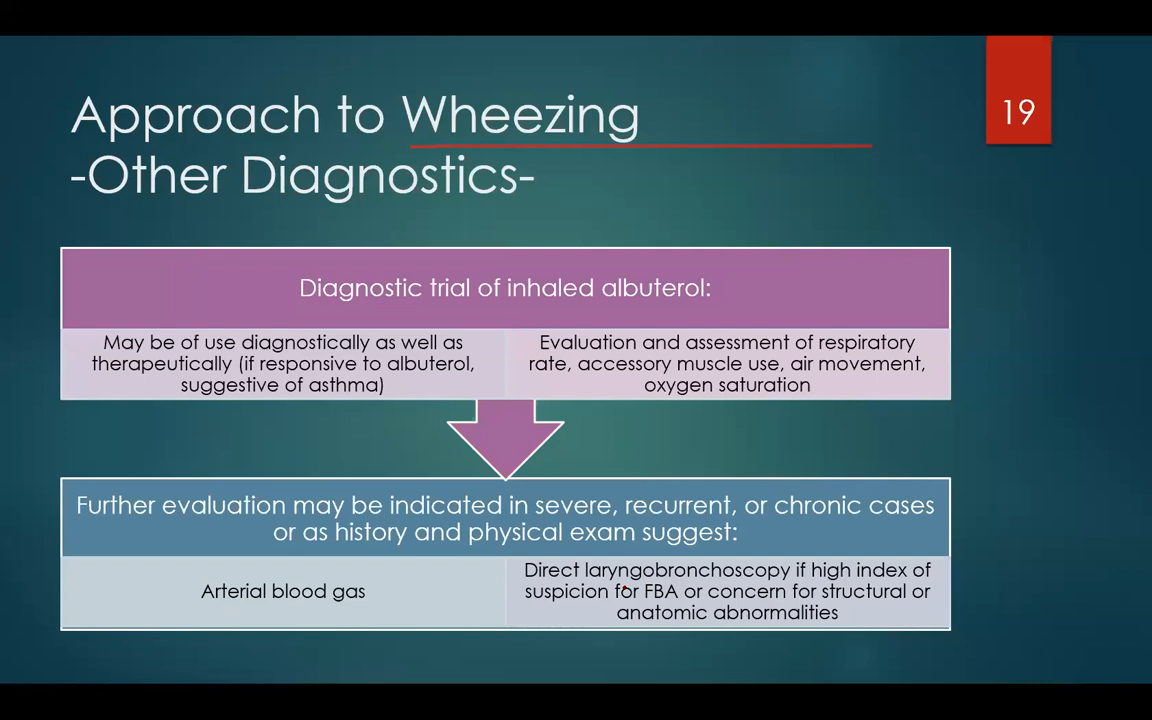 Approach to Wheezing
-Other Diagnostics-
19
Diagnostic trial of inhaled albuterol:
May be of use diagnostically as well as
therapeutically (if responsive to albuterol,
suggestive of asthma)
Evaluation and assessment of respiratory
rate, accessory muscle use, air movement,
oxygen saturation
Further evaluation may be indicated in severe, recurrent, or chronic cases
or as history and physical exam suggest:
Arterial blood gas
Direct laryngobronchoscopy if high index of
suspicion for FBA or concern for structural or
anatomic abnormalities